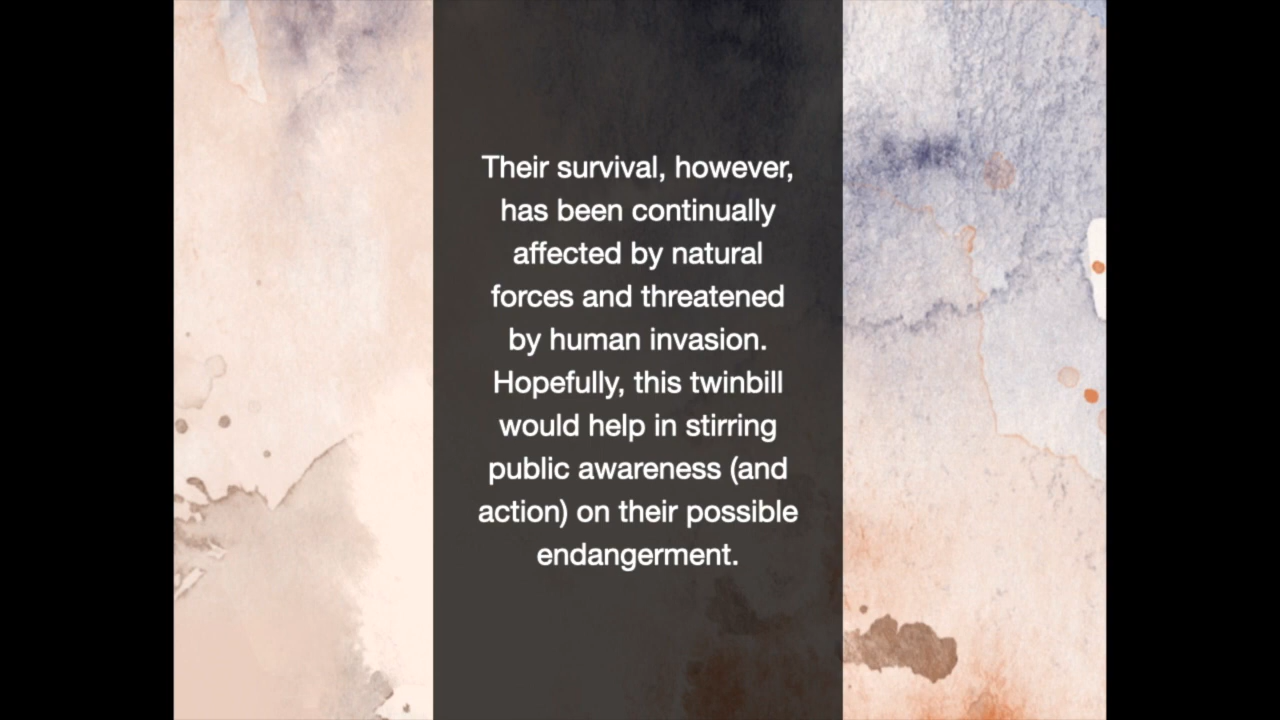 Their survival, however,
has been continually
affected by natural
forces and threatened
by human invasion.
Hopefully, this twinbill
would help in stirring
public awareness (and
action) on their possible
endangerment.